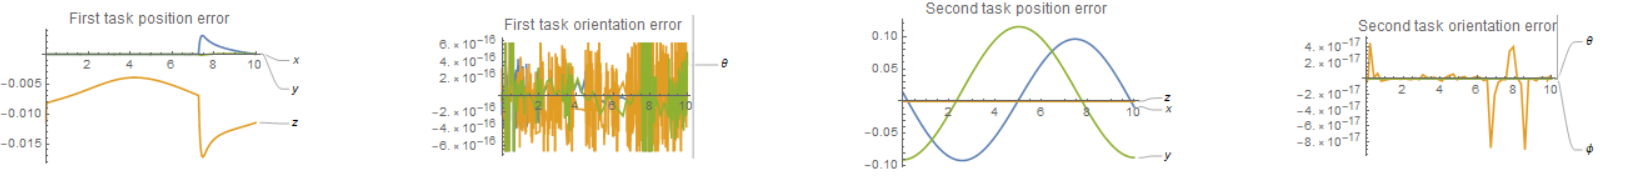 First task position error
2 4 6 8 10
-0.005
-0.010
-0.015
x
y
z
First task orientation error
6. × 10⁻¹⁶
4. × 10⁻¹⁶
2. × 10⁻¹⁶
2 4 6 8 10
-2. × 10⁻¹⁶
-4. × 10⁻¹⁶
-6. × 10⁻¹⁶
θ
Second task position error
0.10
0.05
2 4 6 8 10
-0.05
-0.10
z
x
y
Second task orientation error
4. × 10⁻¹⁷
2. × 10⁻¹⁷
2 4 6 8 10
-2. × 10⁻¹⁷
-4. × 10⁻¹⁷
-6. × 10⁻¹⁷
-8. × 10⁻¹⁷
θ
ϕ